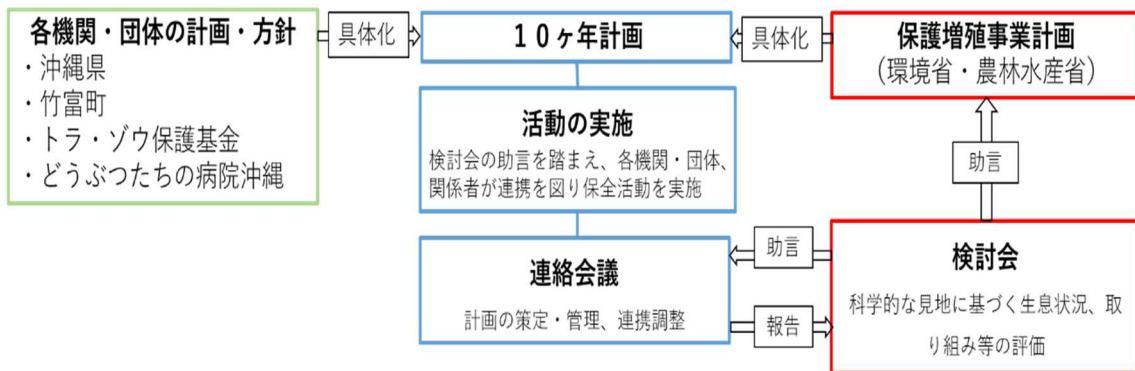 各機関・団体の計画・方針
・沖縄県
・竹富町
・トラ・ゾウ保護基金
・どうぶつたちの病院沖縄
具体化
１０ヶ年計画
具体化
保護増殖事業計画
（環境省・農林水産省）
活動の実施
検討会の助言を踏まえ、各機関・団体、
関係者が連携を図り保全活動を実施
助言
連絡会議
計画の策定・管理、連携調整
助言
報告
検討会
科学的な見地に基づく生息状況、取
り組み等の評価